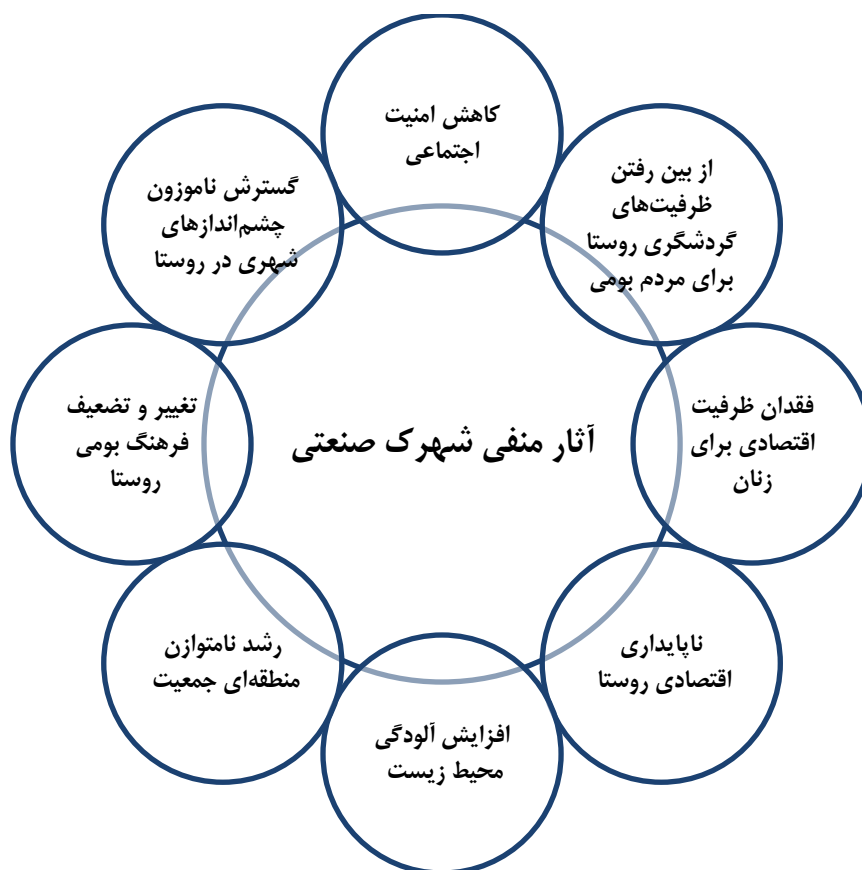 کاهش امنیت
اجتماعی
از بین رفتن
ظرفیت‌های
گردشگری روستا
برای مردم بومی
فقدان ظرفیت
اقتصادی برای
زنان
ناپایداری
اقتصادی روستا
افزایش آلودگی
محیط زیست
رشد نامتوازن
منطقه‌ای جمعیت
تغییر و تضعیف
فرهنگ بومی
روستا
گسترش ناموزون
چشم‌اندازهای
شهری در روستا
آثار منفی شهرک صنعتی